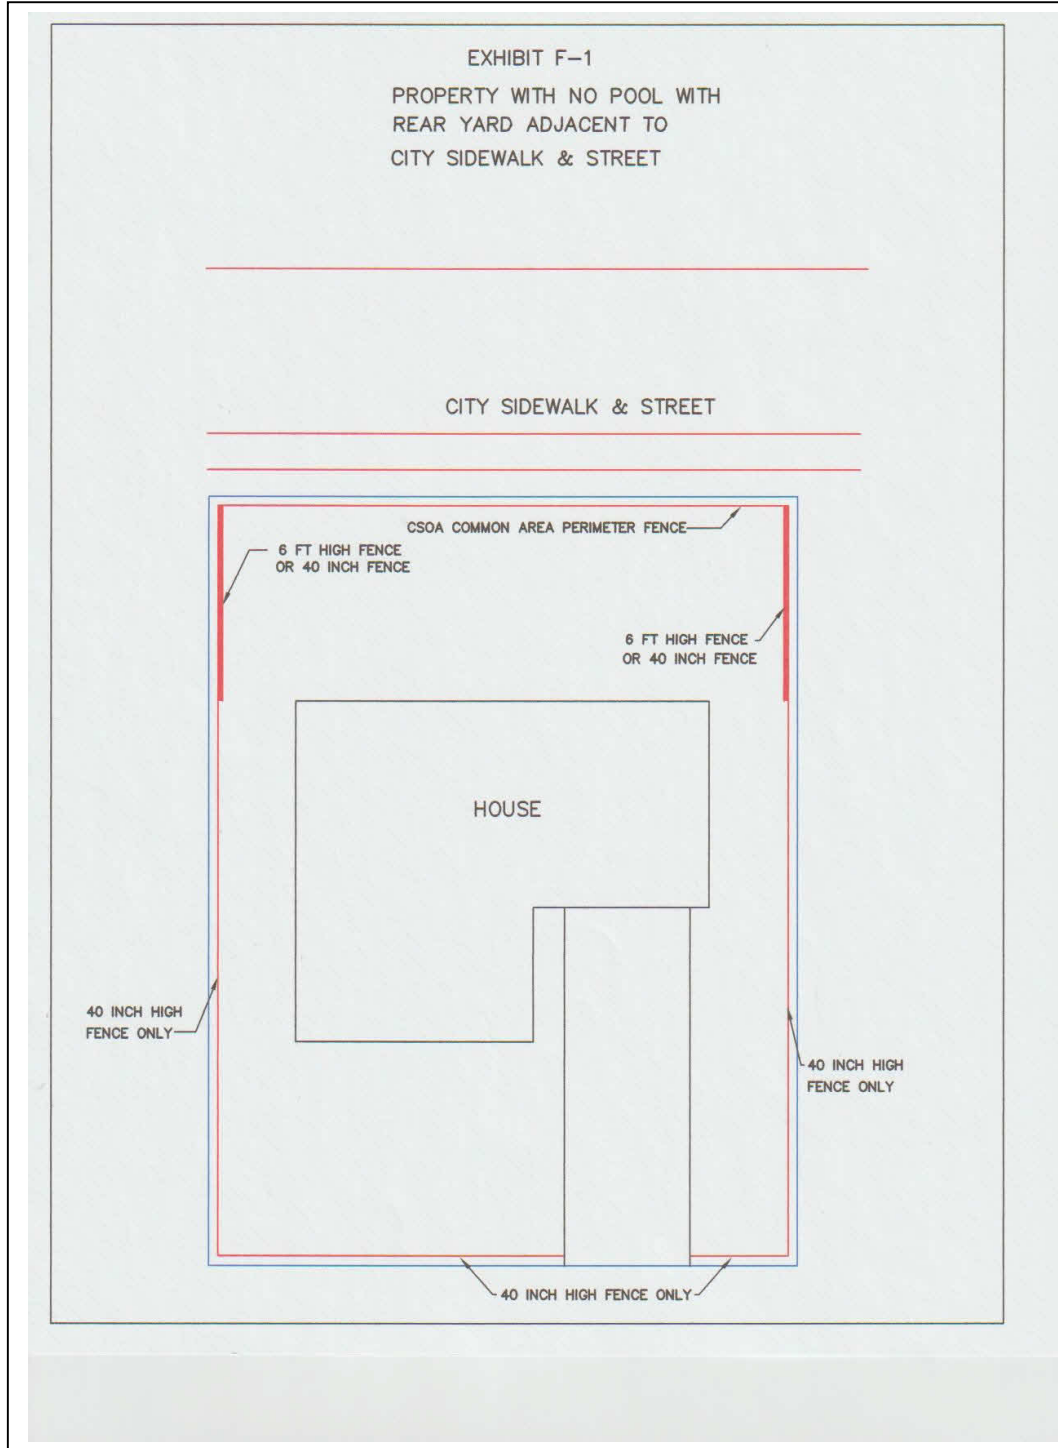 EXHIBIT F-1
PROPERTY WITH NO POOL WITH
REAR YARD ADJACENT TO
CITY SIDEWALK & STREET
CITY SIDEWALK & STREET
CSOA COMMON AREA PERIMETER FENCE
6 FT HIGH FENCE
OR 40 INCH FENCE
6 FT HIGH FENCE
OR 40 INCH FENCE
HOUSE
40 INCH HIGH
FENCE ONLY
40 INCH HIGH
FENCE ONLY
40 INCH HIGH FENCE ONLY